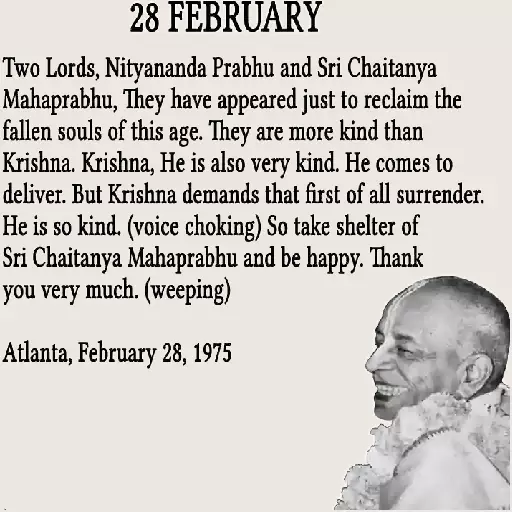 28 FEBRUARY
Two Lords, Nityananda Prabhu and Sri Chaitanya
Mahaprabhu, They have appeared just to reclaim the
fallen souls of this age. They are more kind than
Krishna. Krishna, He is also very kind. He comes to
deliver. But Krishna demands that first of all surrender.
He is so kind. (voice choking) So take shelter of
Sri Chaitanya Mahaprabhu and be happy. Thank
you very much. (weeping)
Atlanta, February 28, 1975